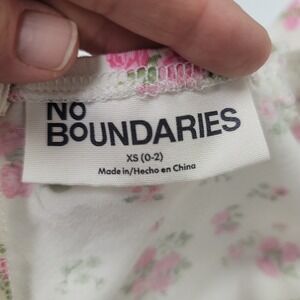 NO
BOUNDARIES
XS (0-2)
Made in/Hecho en China